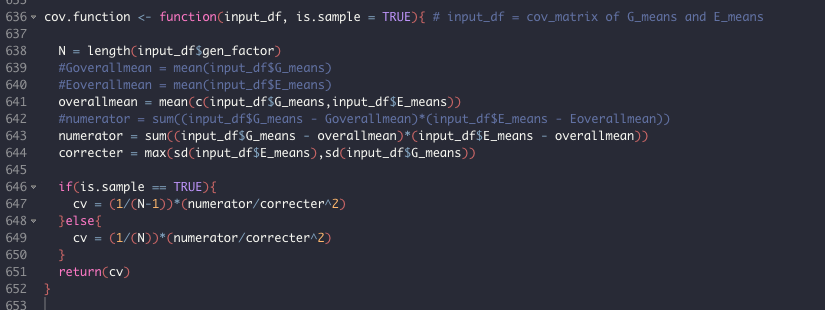 635
636 cov.function <- function(input_df, is.sample = TRUE){ # input_df = cov_matrix of G_means and E_means
637
638   N = length(input_df$gen_factor)
639   #Goverallmean = mean(input_df$G_means)
640   #Eoverallmean = mean(input_df$E_means)
641   overallmean = mean(c(input_df$G_means,input_df$E_means))
642   #numerator = sum((input_df$G_means - Goverallmean)*(input_df$E_means - Eoverallmean))
643   numerator = sum((input_df$G_means - overallmean)*(input_df$E_means - overallmean))
644   correcter = max(sd(input_df$E_means),sd(input_df$G_means))
645
646   if(is.sample == TRUE){
647     cv = (1/(N-1))*(numerator/correcter^2)
648   }else{
649     cv = (1/(N))*(numerator/correcter^2)
650   }
651   return(cv)
652 }
653